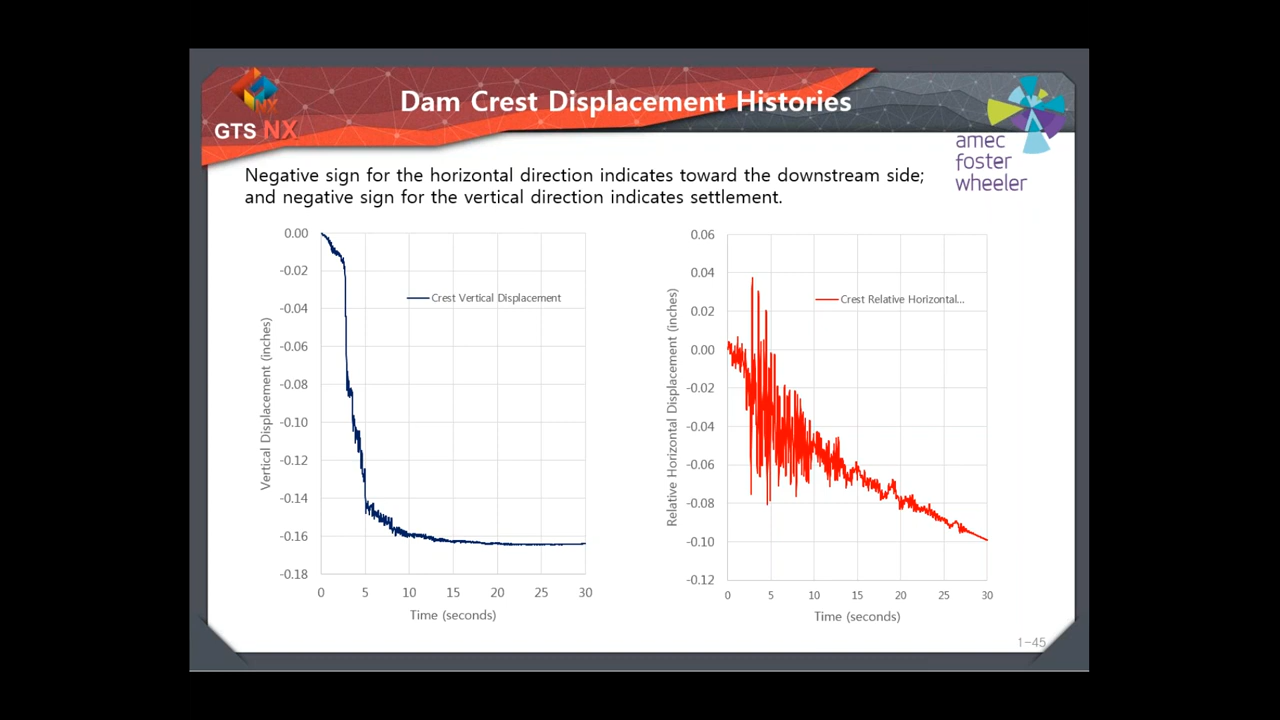 Dam Crest Displacement Histories
NX
GTS NX
amec
foster
wheeler
Negative sign for the horizontal direction indicates toward the downstream side;
and negative sign for the vertical direction indicates settlement.
0.00
-0.02
-0.04
-0.06
-0.08
-0.10
-0.12
-0.14
-0.16
-0.18
Vertical Displacement (inches)
Crest Vertical Displacement
0 5 10 15 20 25 30
Time (seconds)
0.06
0.04
0.02
0.00
-0.02
-0.04
-0.06
-0.08
-0.10
-0.12
Relative Horizontal Displacement (inches)
Crest Relative Horizontal...
0 5 10 15 20 25 30
Time (seconds)
1-45